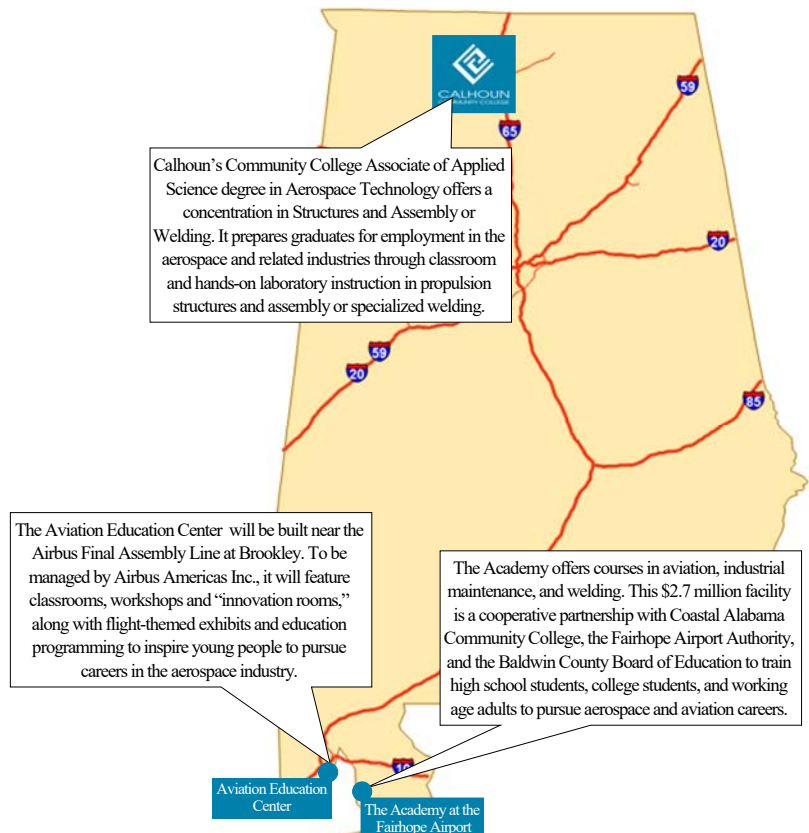 CALHOUN
COMMUNITY COLLEGE
59
65
Calhoun's Community College Associate of Applied
Science degree in Aerospace Technology offers a
concentration in Structures and Assembly or
Welding. It prepares graduates for employment in the
aerospace and related industries through classroom
and hands-on laboratory instruction in propulsion
structures and assembly or specialized welding.
20
59
20
85
The Aviation Education Center will be built near the
Airbus Final Assembly Line at Brookley. To be
managed by Airbus Americas Inc., it will feature
classrooms, workshops and “innovation rooms,”
along with flight-themed exhibits and education
programming to inspire young people to pursue
careers in the aerospace industry.
The Academy offers courses in aviation, industrial
maintenance, and welding. This $2.7 million facility
is a cooperative partnership with Coastal Alabama
Community College, the Fairhope Airport Authority,
and the Baldwin County Board of Education to train
high school students, college students, and working
age adults to pursue aerospace and aviation careers.
10
Aviation Education
Center
The Academy at the
Fairhope Airport